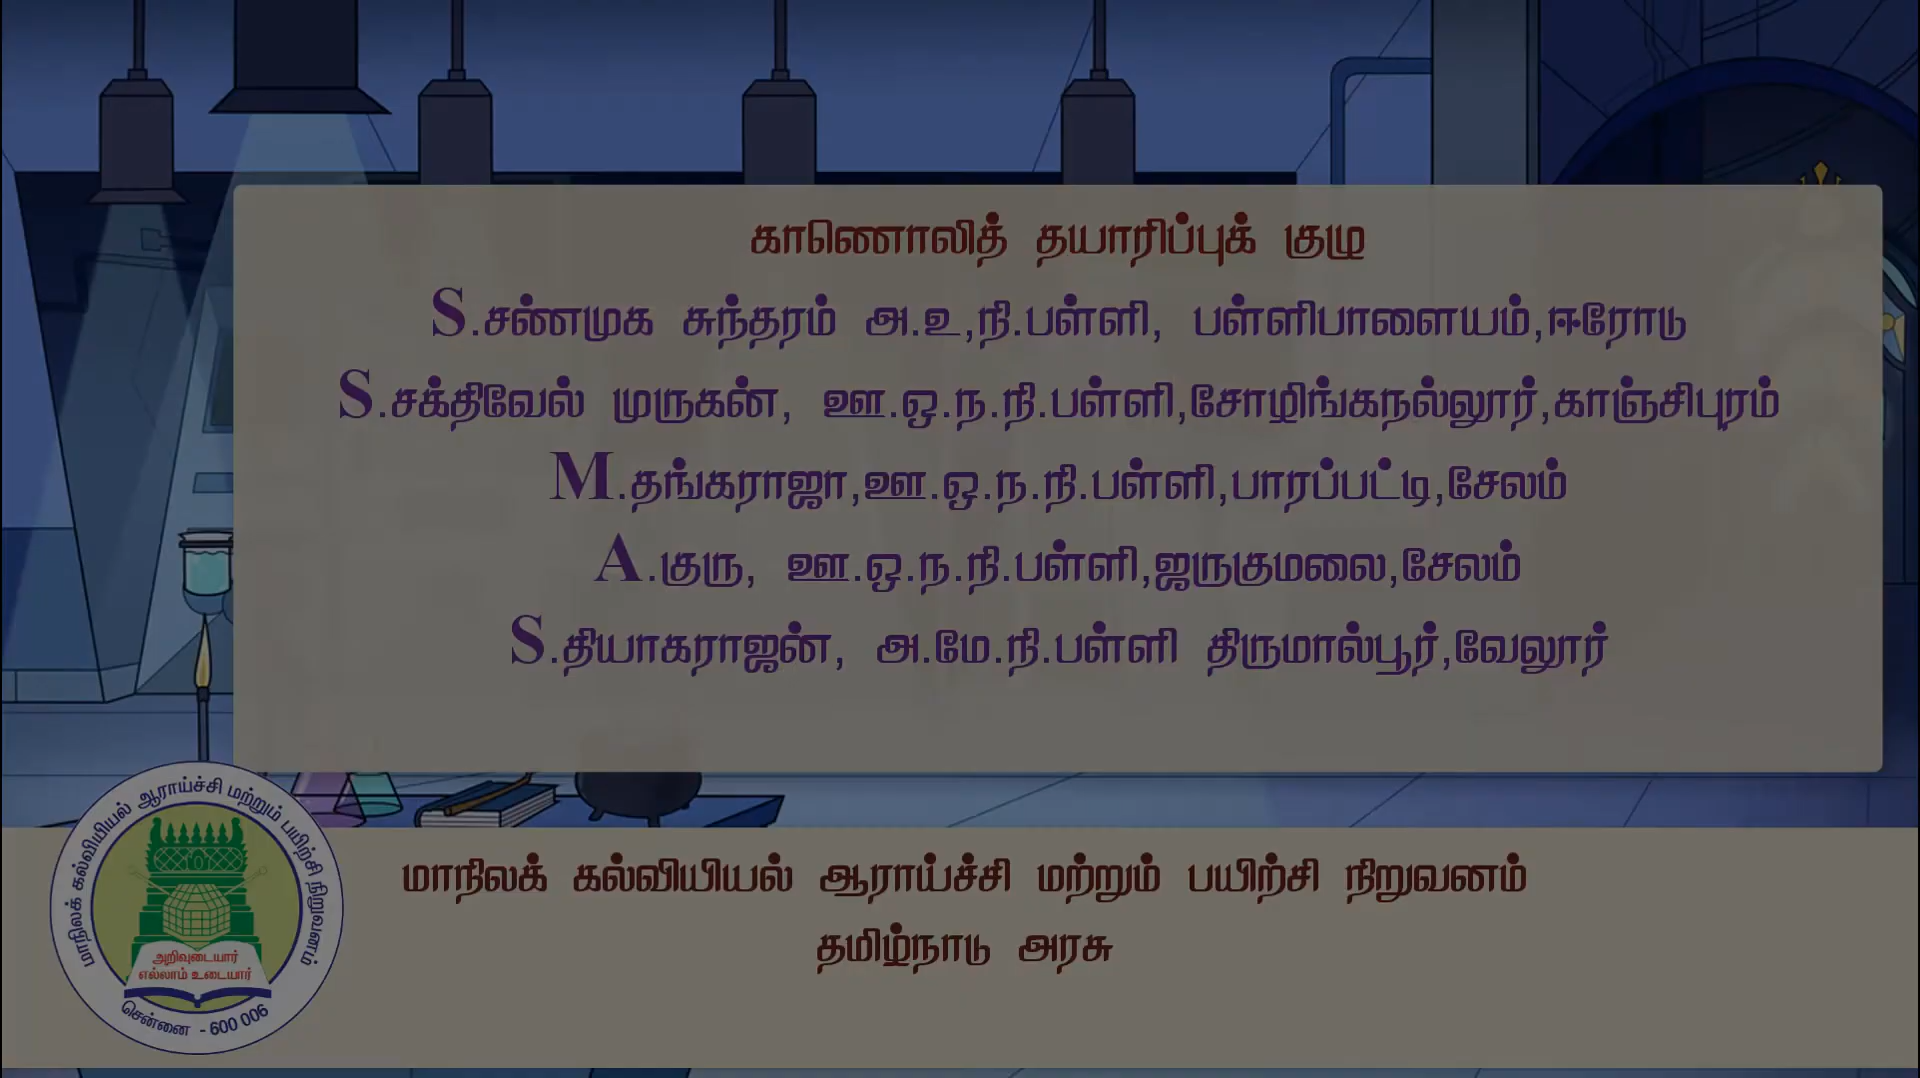 காணொலித் தயாரிப்புக் குழு
S.சண்முக சுந்தரம் அ.உ,நி.பள்ளி, பள்ளிபாளையம்,ஈரோடு
S.சக்திவேல் முருகன், ஊ.ஒ.ந.நி.பள்ளி,சோழிங்கநல்லூர்,காஞ்சிபுரம்
M.தங்கராஜா,ஊ.ஒ.ந.நி.பள்ளி,பாரப்பட்டி,சேலம்
A.குரு, ஊ.ஒ.ந.நி.பள்ளி,ஜருகுமலை,சேலம்
S.தியாகராஜன், அ.மே.நி.பள்ளி திருமால்பூர்,வேலூர்
மாநிலக் கல்வியியல் ஆராய்ச்சி மற்றும் பயிற்சி நிறுவனம்
அறிவுடையார்
எல்லாம் உடையார்
சென்னை - 600 006
மாநிலக் கல்வியியல் ஆராய்ச்சி மற்றும் பயிற்சி நிறுவனம்
தமிழ்நாடு அரசு